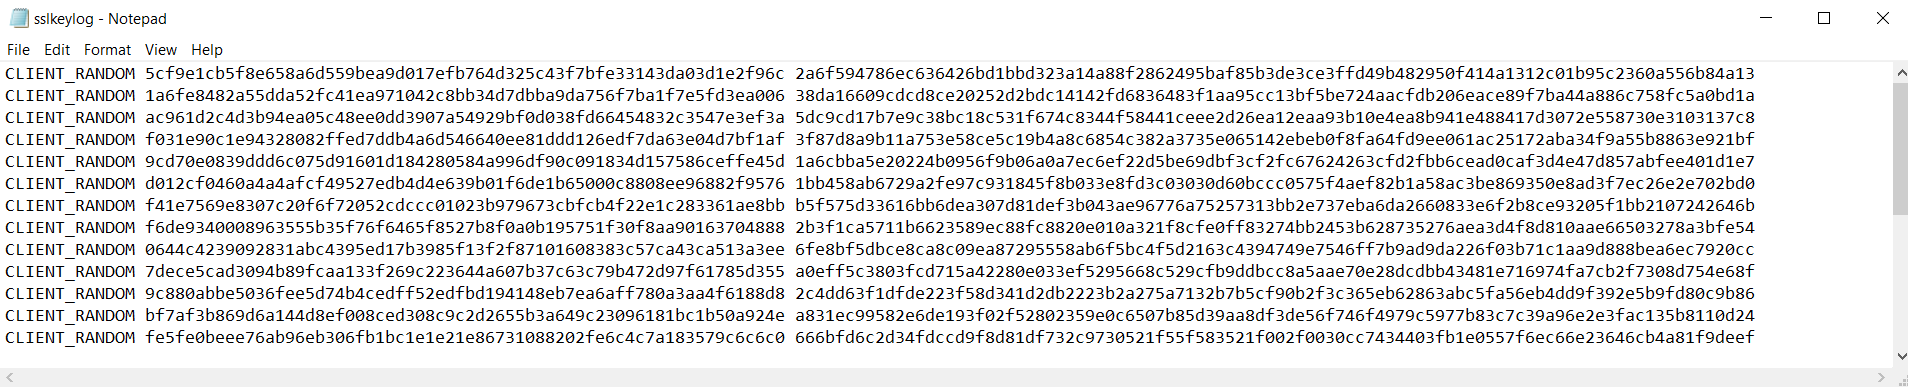 sslkeylog - Notepad
File Edit Format View Help
CLIENT_RANDOM 5cf9e1cb5f8e658a6d559bea9d017efb764d325c43f7bfe33143da03d1e2f96c 2a6f594786ec636426bd1bbd323a14a88f2862495baf85b3de3ce3ffd49b482950f414a1312c01b95c2360a556b84a13
CLIENT_RANDOM 1a6fe8482a55dda52fc41ea971042c8bb34d7dbba9da756f7ba1f7e5fd3ea006 38da16609cdcd8ce20252d2bdc14142fd6836483f1aa95cc13bf5be724aacfdb206eace89f7ba44a886c758fc5a0bd1a
CLIENT_RANDOM ac961d2c4d3b94ea05c48ee0dd3907a54929bf0d038fd66454832c3547e3ef3a 5dc9cd17b7e9c38bc18c531f674c8344f58441ceee2d26ea12eaa93b10e4ea8b941e488417d3072e558730e3103137c8
CLIENT_RANDOM f031e90c1e94328082ffed7ddb4a6d546640ee81ddd126edf7da63e04d7bf1af 3f87d8a9b11a753e58ce5c19b4a8c6854c382a3735e065142ebeb0f8fa64fd9ee061ac25172aba34f9a55b8863e921bf
CLIENT_RANDOM 9cd70e0839ddd6c075d91601d184280584a996df90c091834d157586ceffe45d 1a6cbba5e20224b0956f9b06a0a7ec6ef22d5be69dbf3cf2fc67624263cfd2fbb6cead0caf3d4e47d857abfee401d1e7
CLIENT_RANDOM d012cf0460a4a4afcf49527edb4d4e639b01f6de1b65000c8808ee96882f9576 1bb458ab6729a2fe97c931845f8b033e8fd3c03030d60bccc0575f4aef82b1a58ac3be869350e8ad3f7ec26e2e702bd0
CLIENT_RANDOM f41e7569e8307c20f6f72052cdccc01023b979673cbfcb4f22e1c283361ae8bb b5f575d33616bb6dea307d81def3b043ae96776a75257313bb2e737eba6da2660833e6f2b8ce93205f1bb2107242646b
CLIENT_RANDOM f6de9340008963555b35f76f6465f8527b8f0a0b195751f30f8aa90163704888 2b3f1ca5711b6623589ec88fc8820e010a321f8cfe0ff83274bb2453b628735276aea3d4f8d810aae66503278a3bfe54
CLIENT_RANDOM 0644c4239092831abc4395ed17b3985f13f2f87101608383c57ca43ca513a3ee 6fe8bf5dbce8ca8c09ea87295558ab6f5bc4f5d2163c4394749e7546ff7b9ad9da226f03b71c1aa9d888bea6ec7920cc
CLIENT_RANDOM 7dece5cad3094b89fcaa133f269c223644a607b37c63c79b472d97f61785d355 a0eff5c3803fcd715a42280e033ef5295668c529cfb9ddbcc8a5aae70e28dcdbb43481e716974fa7cb2f7308d754e68f
CLIENT_RANDOM 9c880abbe5036fee5d74b4cedff52edfbd194148eb7ea6aff780a3aa4f6188d8 2c4dd63f1dfde223f58d341d2db2223b2a275a7132b7b5cf90b2f3c365eb62863abc5fa56eb4dd9f392e5b9fd80c9b86
CLIENT_RANDOM bf7af3b869d6a144d8ef008ced308c9c2d2655b3a649c23096181bc1b50a924e a831ec99582e6de193f02f52802359e0c6507b85d39aa8df3de56f746f4979c5977b83c7c39a96e2e3fac135b8110d24
CLIENT_RANDOM fe5fe0beee76ab96eb306fb1bc1e1e21e86731088202fe6c4c7a183579c6c6c0 666bfd6c2d34fdccd9f8d81df732c9730521f55f583521f002f0030cc7434403fb1e0557f6ec66e23646cb4a81f9deef